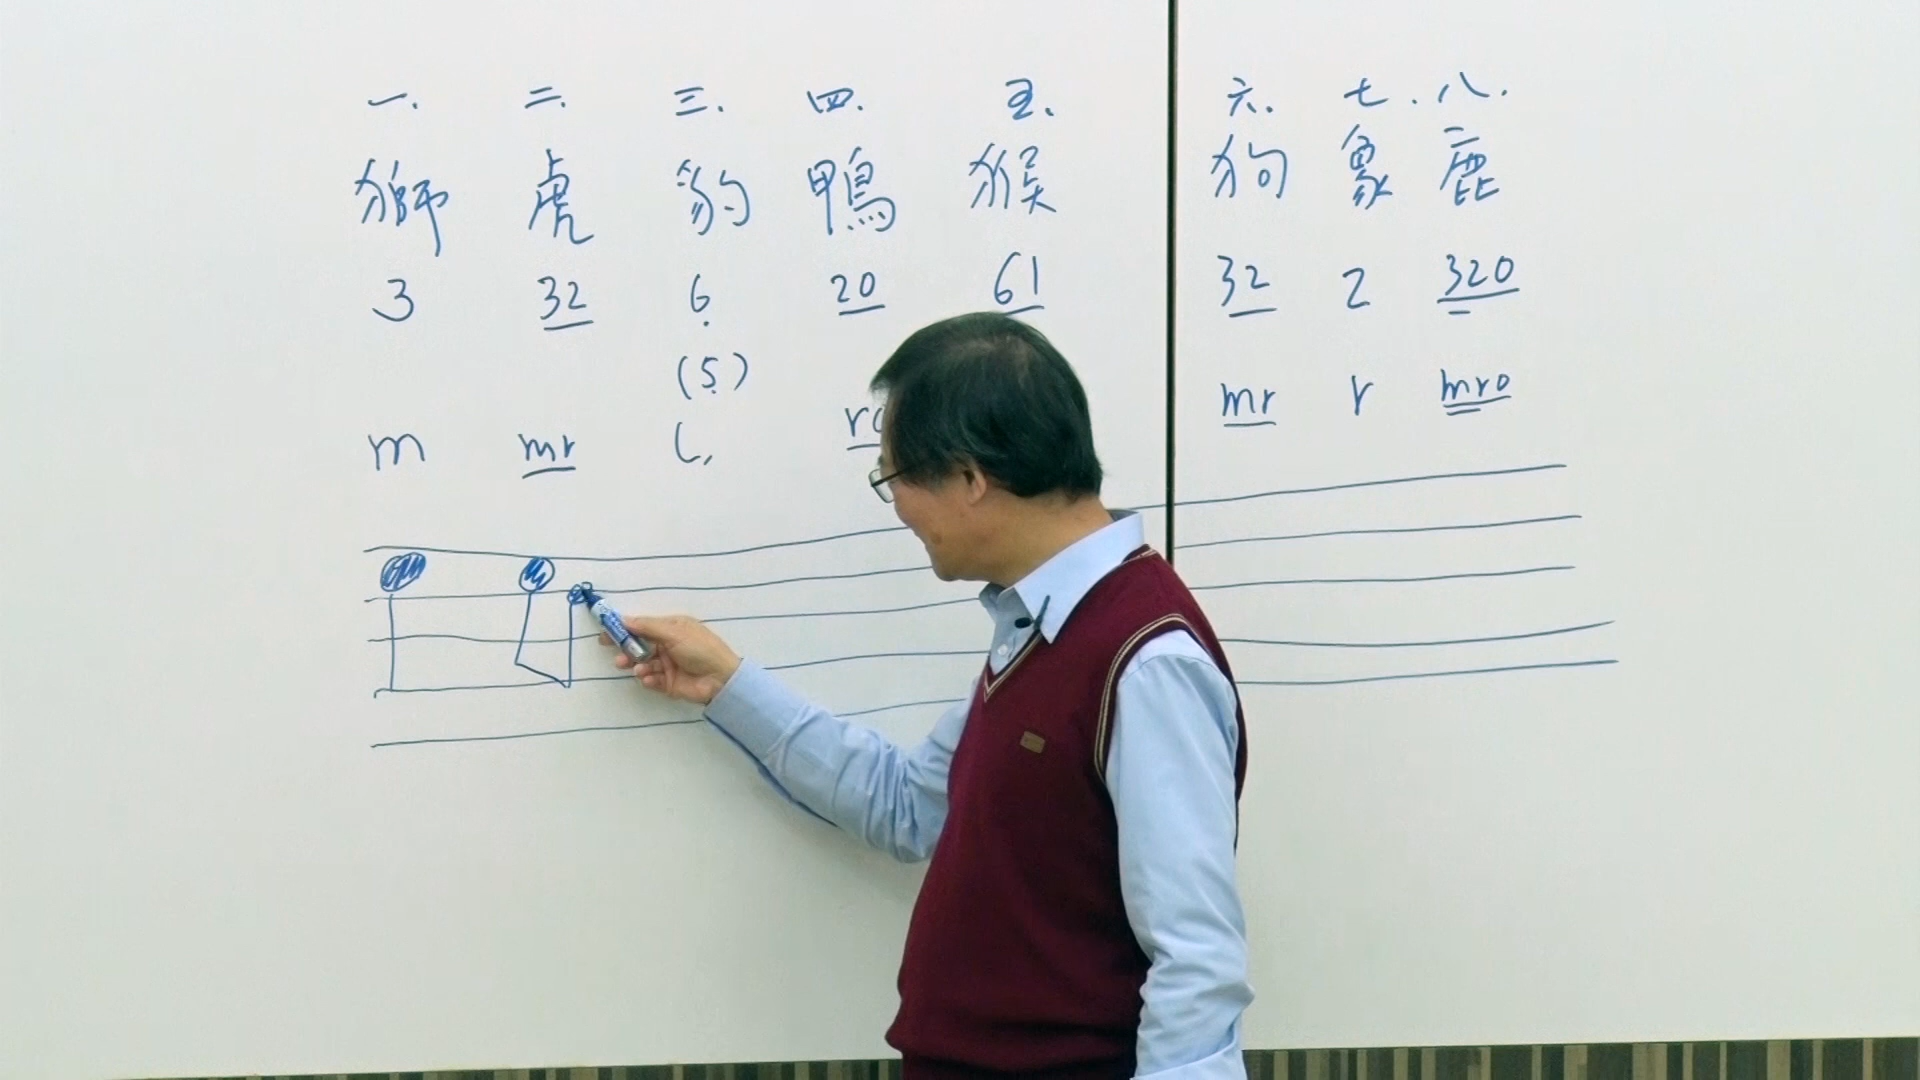 一. 二. 三. 四. 五. 六. 七. 八.
獅 虎 豹 鴨 猴 狗 象 鹿
3 32 6 20 61 32 2 320
(5)
m mr l, mr r mro